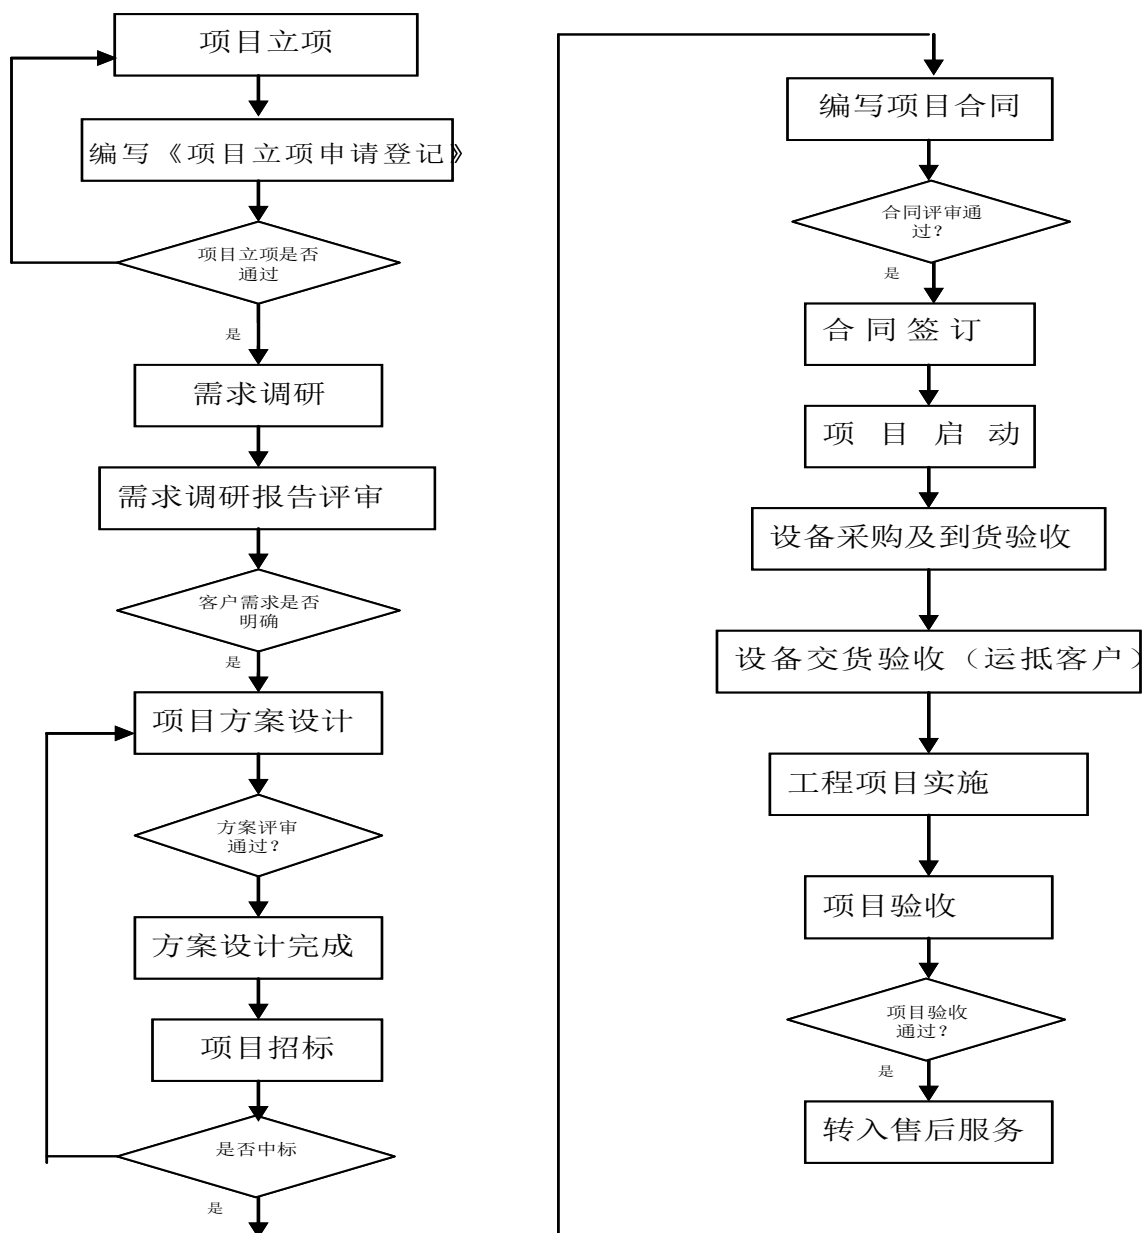 项目立项
编写《项目立项申请登记》
项目立项是否
通过
是
需求调研
需求调研报告评审
客户需求是否
明确
是
项目方案设计
方案评审
通过?
方案设计完成
项目招标
是否中标
是
编写项目合同
合同评审通
过?
是
合同签订
项目启动
设备采购及到货验收
设备交货验收（运抵客户）
工程项目实施
项目验收
项目验收
通过?
是
转入售后服务